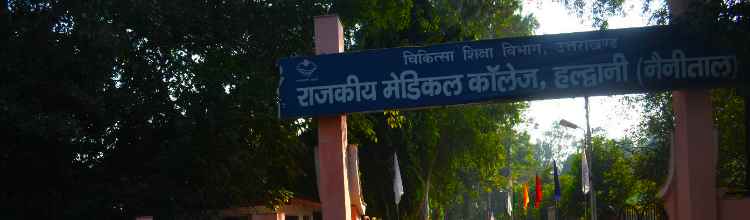 चिकित्सा शिक्षा विभाग, उत्तराखण्ड
राजकीय मेडिकल कॉलेज, हल्द्वानी (नैनीताल)